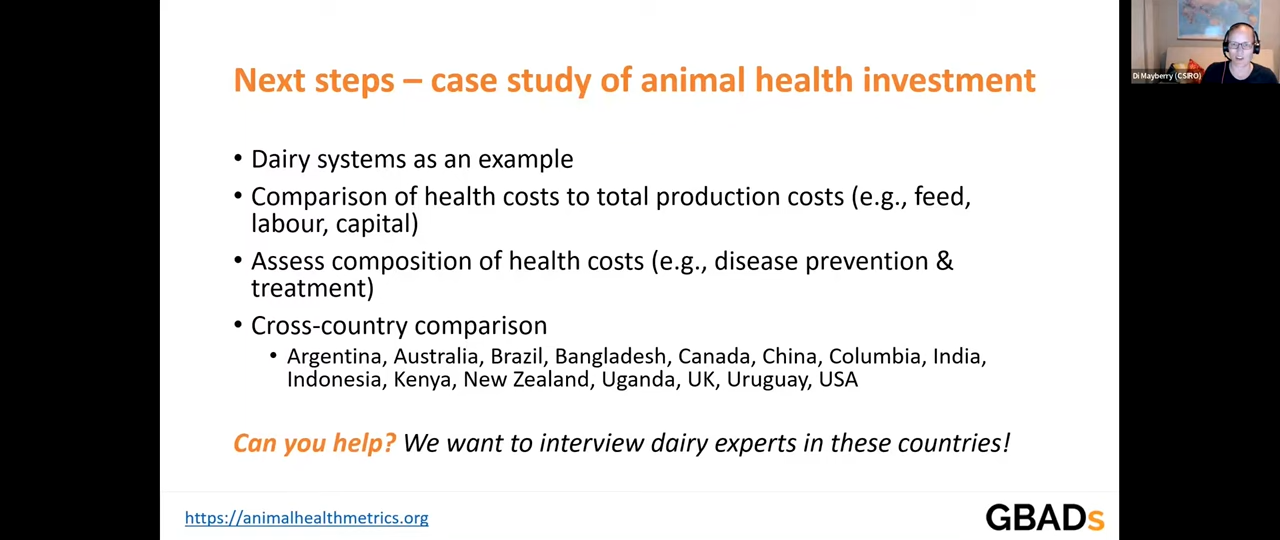 Next steps – case study of animal health investment
Di Mayberry (CSIRO)
• Dairy systems as an example
• Comparison of health costs to total production costs (e.g., feed,
labour, capital)
• Assess composition of health costs (e.g., disease prevention &
treatment)
• Cross-country comparison
• Argentina, Australia, Brazil, Bangladesh, Canada, China, Columbia, India,
Indonesia, Kenya, New Zealand, Uganda, UK, Uruguay, USA
Can you help? We want to interview dairy experts in these countries!
https://animalhealthmetrics.org
GBADs